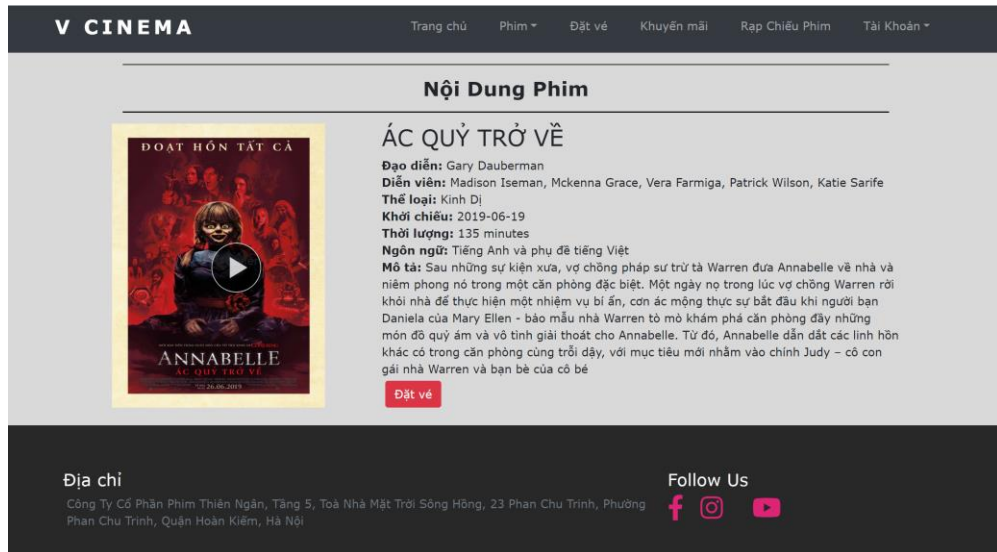 V CINEMA
Trang chủ Phim Đặt vé Khuyến mãi Rạp Chiếu Phim Tài Khoản
Nội Dung Phim
ĐOẠT HỒN TẤT CẢ
ANNABELLE
ÁC QUỶ TRỞ VỀ
26.06.2019
ÁC QUỶ TRỞ VỀ
Đạo diễn: Gary Dauberman
Diễn viên: Madison Iseman, Mckenna Grace, Vera Farmiga, Patrick Wilson, Katie Sarife
Thể loại: Kinh Dị
Khởi chiếu: 2019-06-19
Thời lượng: 135 minutes
Ngôn ngữ: Tiếng Anh và phụ đề tiếng Việt
Mô tả: Sau những sự kiện xưa, vợ chồng pháp sư trừ tà Warren đưa Annabelle về nhà và
niêm phong nó trong một căn phòng đặc biệt. Một ngày nọ trong lúc vợ chồng Warren rời
khỏi nhà để thực hiện một nhiệm vụ bí ẩn, cơn ác mộng thực sự bắt đầu khi người bạn
Daniela của Mary Ellen - bảo mẫu nhà Warren tò mò khám phá căn phòng đầy những
món đồ quỷ ám và vô tình giải thoát cho Annabelle. Từ đó, Annabelle dẫn dắt các linh hồn
khác có trong căn phòng cùng trỗi dậy, với mục tiêu mới nhằm vào chính Judy – cô con
gái nhà Warren và bạn bè của cô bé
Đặt vé
Địa chỉ
Công Ty Cổ Phần Phim Thiên Ngân, Tầng 5, Toà Nhà Mặt Trời Sông Hồng, 23 Phan Chu Trinh, Phường
Phan Chu Trinh, Quận Hoàn Kiếm, Hà Nội
Follow Us